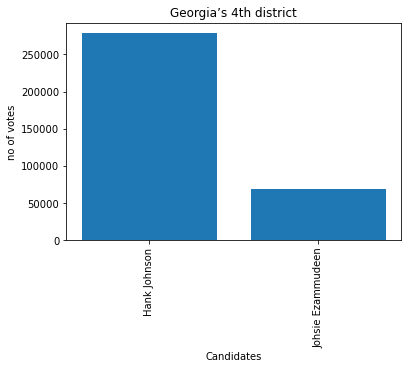 Georgia’s 4th district
no of votes
250000
200000
150000
100000
50000
0
Hank Johnson
Johsie Ezammudeen
Candidates